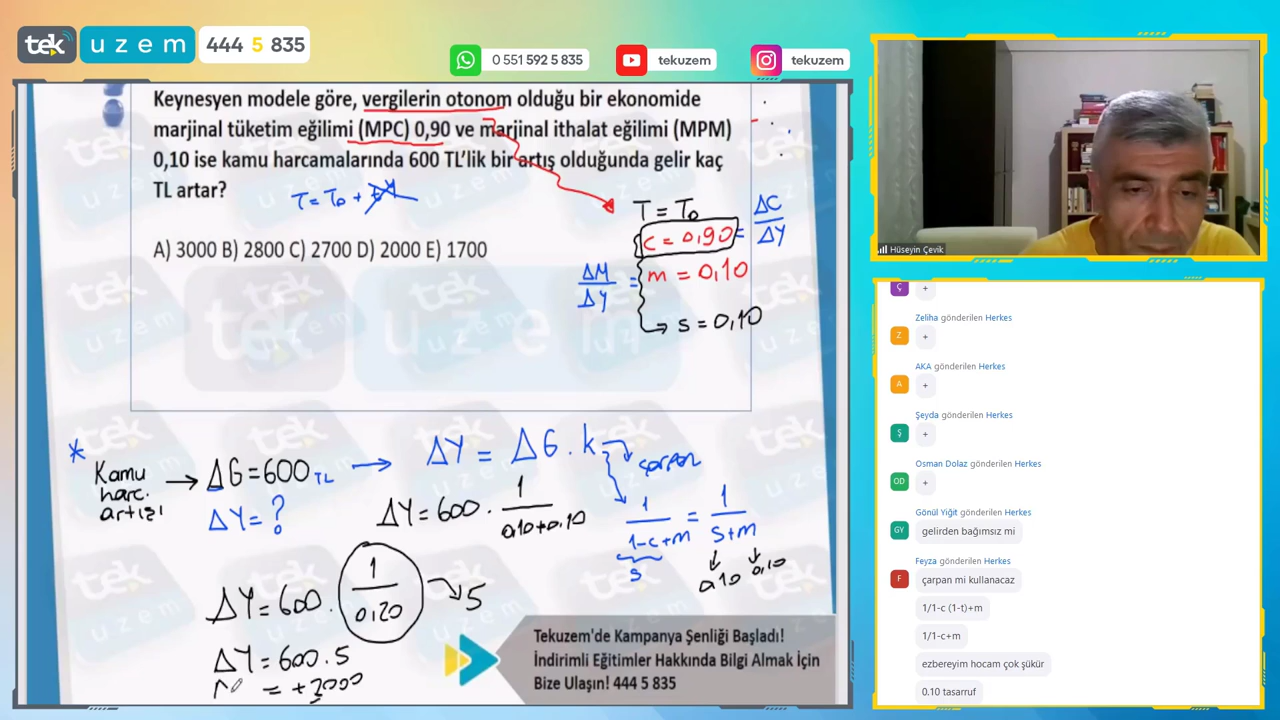 tek
uzem
444 5 835
0 551 592 5 835
tekuzem
tekuzem
Keynesyen modele göre, vergilerin otonom olduğu bir ekonomide
marjinal tüketim eğilimi (MPC) 0,90 ve marjinal ithalat eğilimi (MPM)
0,10 ise kamu harcamalarında 600 TL'lik bir artış olduğunda gelir kaç
TL artar?
T = T₀ +
T = T₀
c = 0,90 = ΔC/ΔY
A) 3000 B) 2800 C) 2700 D) 2000 E) 1700
ΔM/ΔY = m = 0,10
→ s = 0,10
*
Kamu
harc.
artışı
→ ΔG = 600 TL →
ΔY = ?
ΔY = ΔG . k
çarpan
1/(1-c+m) = 1/(s+m)
s
0,10 0,10
ΔY = 600 . 1/(0,10+0,10)
ΔY = 600 . 1/0,20 → 5
ΔY = 600 . 5
= +3000
Tekuzem'de Kampanya Şenliği Başladı!
İndirimli Eğitimler Hakkında Bilgi Almak İçin
Bize Ulaşın! 444 5 835
Hüseyin Çevik
Ç
+
Zeliha gönderilen Herkes
Z
+
AKA gönderilen Herkes
A
+
Şeyda gönderilen Herkes
Ş
+
Osman Dolaz gönderilen Herkes
OD
+
Gönül Yiğit gönderilen Herkes
GY
gelirden bağımsız mi
Feyza gönderilen Herkes
F
çarpan mi kullanacaz
1/1-c (1-t)+m
1/1-c+m
ezbereyim hocam çok şükür
0.10 tasarruf